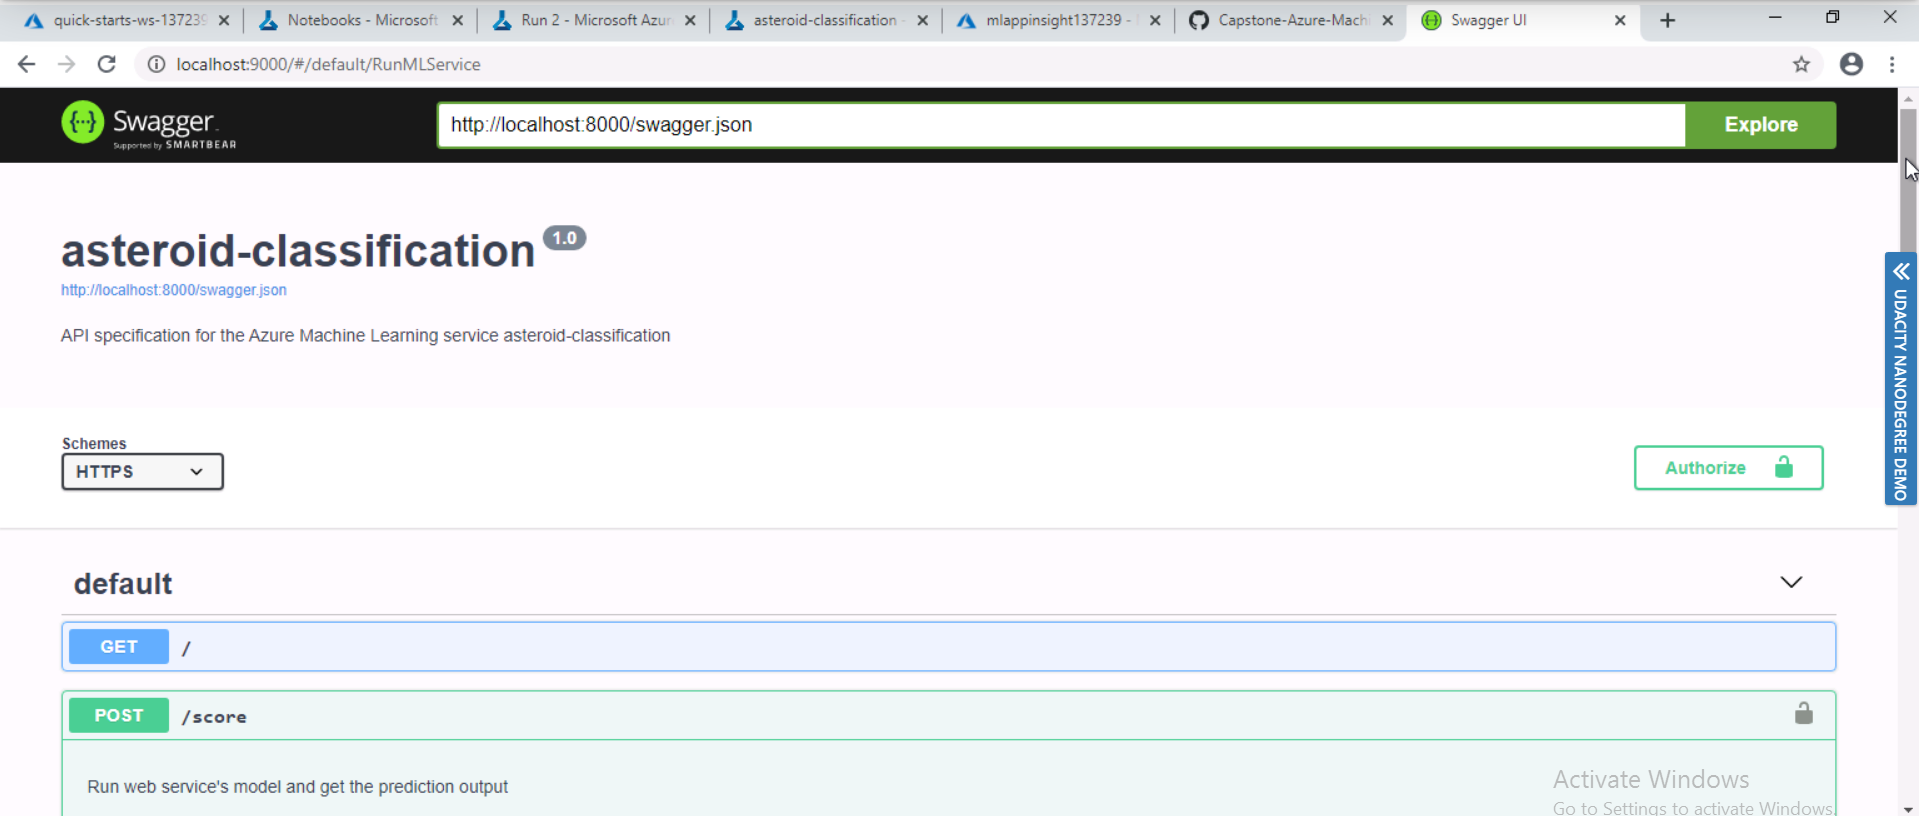 quick-starts-ws-137239
Notebooks - Microsoft
Run 2 - Microsoft Azure
asteroid-classification -
mlappinsight137239 -
Capstone-Azure-Machi
Swagger UI
localhost:9000/#/default/RunMLService
Swagger
Supported by SMARTBEAR
http://localhost:8000/swagger.json
Explore
asteroid-classification 1.0
http://localhost:8000/swagger.json
API specification for the Azure Machine Learning service asteroid-classification
UDACITY NANODEGREE DEMO
Schemes
HTTPS
Authorize
default
GET /
POST /score
Run web service's model and get the prediction output
Activate Windows
Go to Settings to activate Windows.